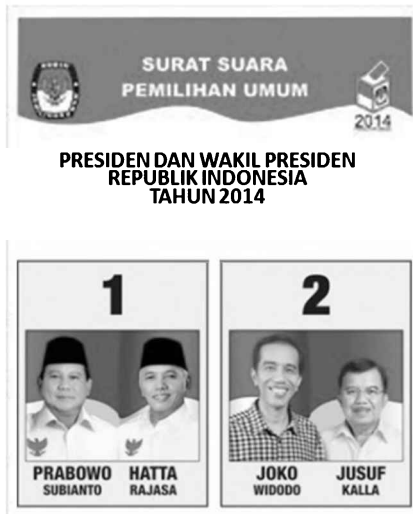 SURAT SUARA
PEMILIHAN UMUM
2014
PRESIDEN DAN WAKIL PRESIDEN
REPUBLIK INDONESIA
TAHUN 2014
1
2
PRABOWO HATTA
SUBIANTO RAJASA
JOKO JUSUF
WIDODO KALLA